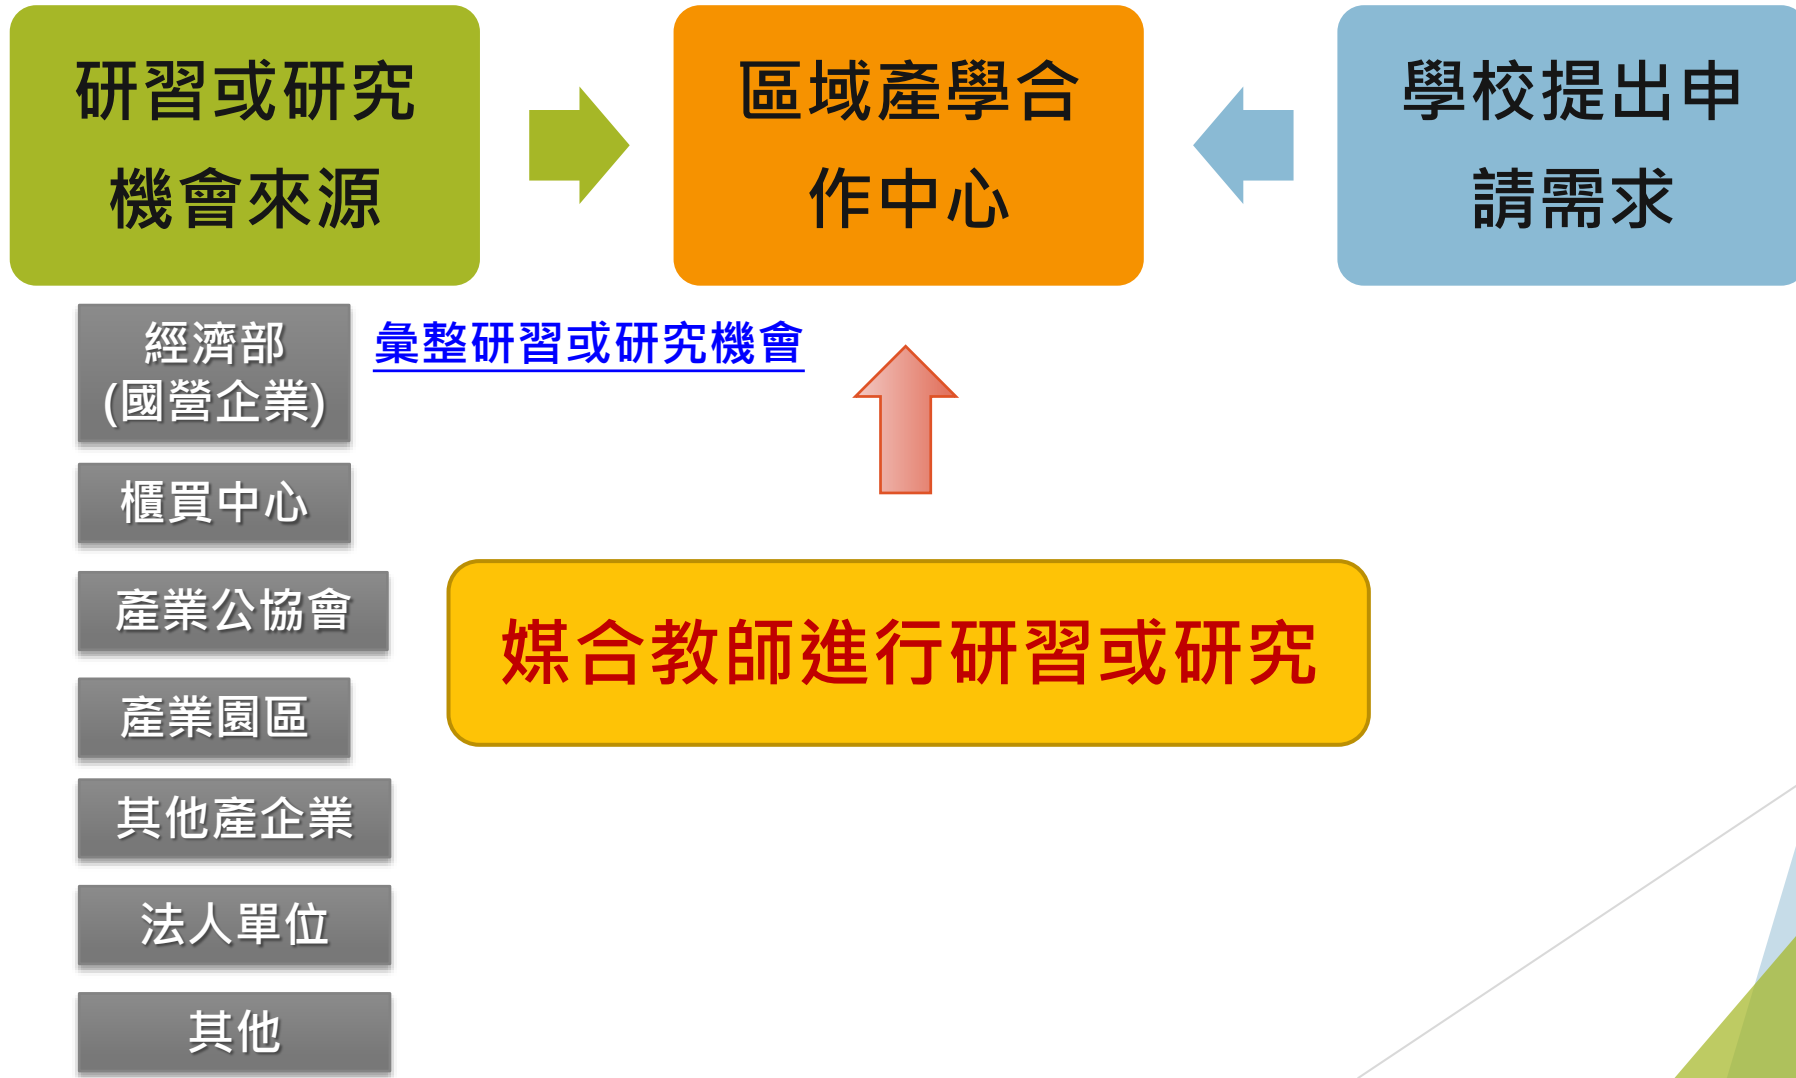 研習或研究
機會來源
區域產學合
作中心
學校提出申
請需求
經濟部
(國營企業)
彙整研習或研究機會
櫃買中心
產業公協會
媒合教師進行研習或研究
產業園區
其他產企業
法人單位
其他